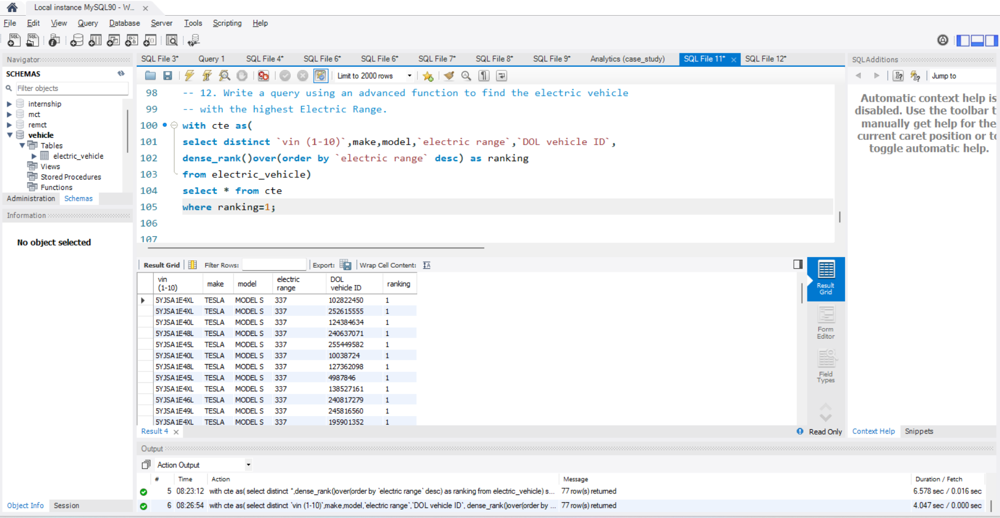 Local instance MySQL90 - W...
File Edit View Query Database Server Tools Scripting Help
Navigator
SCHEMAS
Filter objects
internship
mct
remct
vehicle
Tables
electric_vehicle
Views
Stored Procedures
Functions
Administration Schemas
Information
No object selected
Object Info Session
SQL File 3* Query 1 SQL File 4* SQL File 6* SQL File 6* SQL File 7* SQL File 8* SQL File 9* Analytics (case_study) SQL File 11* SQL File 12*
Limit to 2000 rows
98 -- 12. Write a query using an advanced function to find the electric vehicle
99 -- with the highest Electric Range.
100 with cte as(
101 select distinct `vin (1-10)`,make,model,`electric range`,`DOL vehicle ID`,
102 dense_rank()over(order by `electric range` desc) as ranking
103 from electric_vehicle)
104 select * from cte
105 where ranking=1;
106
107
Result Grid Filter Rows: Export: Wrap Cell Content:
vin (1-10) make model electric range DOL vehicle ID ranking
5YJSA1E4XL TESLA MODEL S 337 102822450 1
5YJSA1E4XL TESLA MODEL S 337 252615555 1
5YJSA1E40L TESLA MODEL S 337 124384634 1
5YJSA1E48L TESLA MODEL S 337 240637071 1
5YJSA1E45L TESLA MODEL S 337 255449582 1
5YJSA1E40L TESLA MODEL S 337 10038724 1
5YJSA1E48L TESLA MODEL S 337 127362098 1
5YJSA1E45L TESLA MODEL S 337 4987846 1
5YJSA1E4XL TESLA MODEL S 337 138527161 1
5YJSA1E46L TESLA MODEL S 337 240817279 1
5YJSA1E49L TESLA MODEL S 337 245816560 1
5YJSA1E4XL TESLA MODEL S 337 195901352 1
Result 4
Read Only
Result Grid
Form Editor
Field Types
SQLAdditions
Jump to
Automatic context help is
disabled. Use the toolbar t
manually get help for the
current caret position or to
toggle automatic help.
Context Help Snippets
Output
Action Output
# Time Action Message Duration / Fetch
5 08:23:12 with cte as( select distinct *,dense_rank()over(order by `electric range` desc) as ranking from electric_vehicle) s... 77 row(s) returned 6.578 sec / 0.016 sec
6 08:26:54 with cte as( select distinct `vin (1-10)`,make,model,`electric range`,`DOL vehicle ID`, dense_rank()over(order by ... 77 row(s) returned 4.047 sec / 0.000 sec